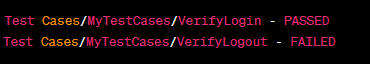 Test Cases/MyTestCases/VerifyLogin - PASSED
Test Cases/MyTestCases/VerifyLogout - FAILED